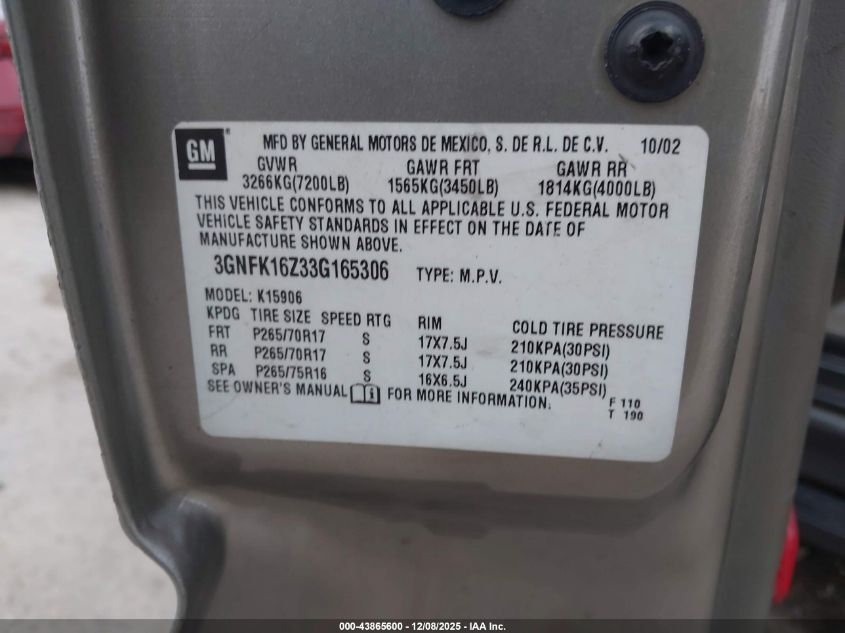 GM ® MFD BY GENERAL MOTORS DE MEXICO, S. DE R.L. DE C.V. 10/02
GVWR GAWR FRT GAWR RR
3266KG(7200LB) 1565KG(3450LB) 1814KG(4000LB)
THIS VEHICLE CONFORMS TO ALL APPLICABLE U.S. FEDERAL MOTOR
VEHICLE SAFETY STANDARDS IN EFFECT ON THE DATE OF
MANUFACTURE SHOWN ABOVE.
3GNFK16Z33G165306 TYPE: M.P.V.
MODEL: K15906
KPDG TIRE SIZE SPEED RTG RIM COLD TIRE PRESSURE
FRT P265/70R17 S 17X7.5J 210KPA(30PSI)
RR P265/70R17 S 17X7.5J 210KPA(30PSI)
SPA P265/75R16 S 16X6.5J 240KPA(35PSI)
SEE OWNER'S MANUAL FOR MORE INFORMATION.
F 110
T 190
000-43865600 - 12/08/2025 - IAA Inc.